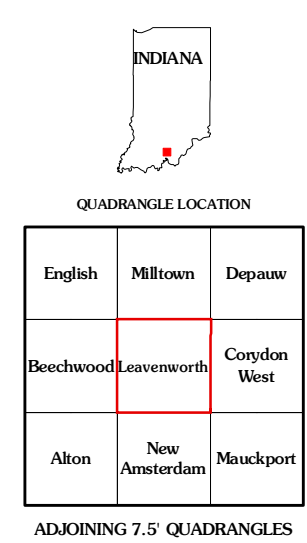 INDIANA
QUADRANGLE LOCATION
English Milltown Depauw
Beechwood Leavenworth Corydon West
Alton New Amsterdam Mauckport
ADJOINING 7.5' QUADRANGLES